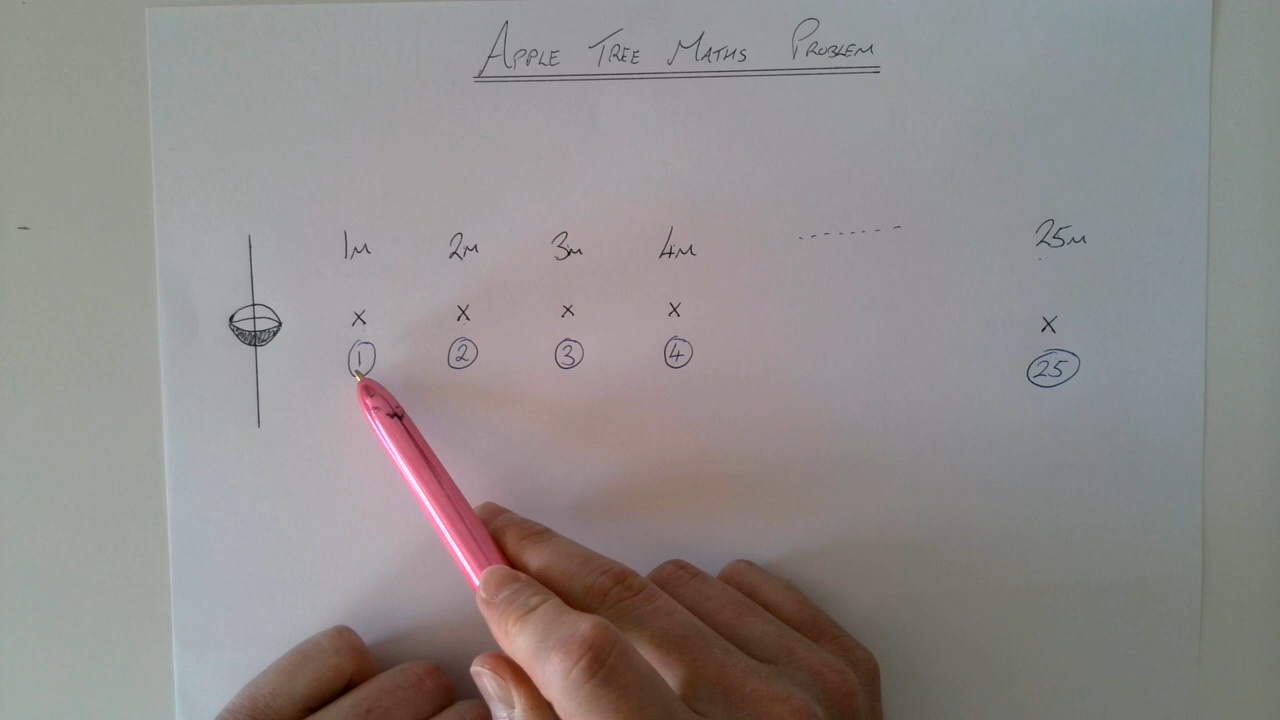 APPLE TREE MATHS PROBLEM
1M 2M 3M 4M -------- 25M
x x x x x
1 2 3 4 25